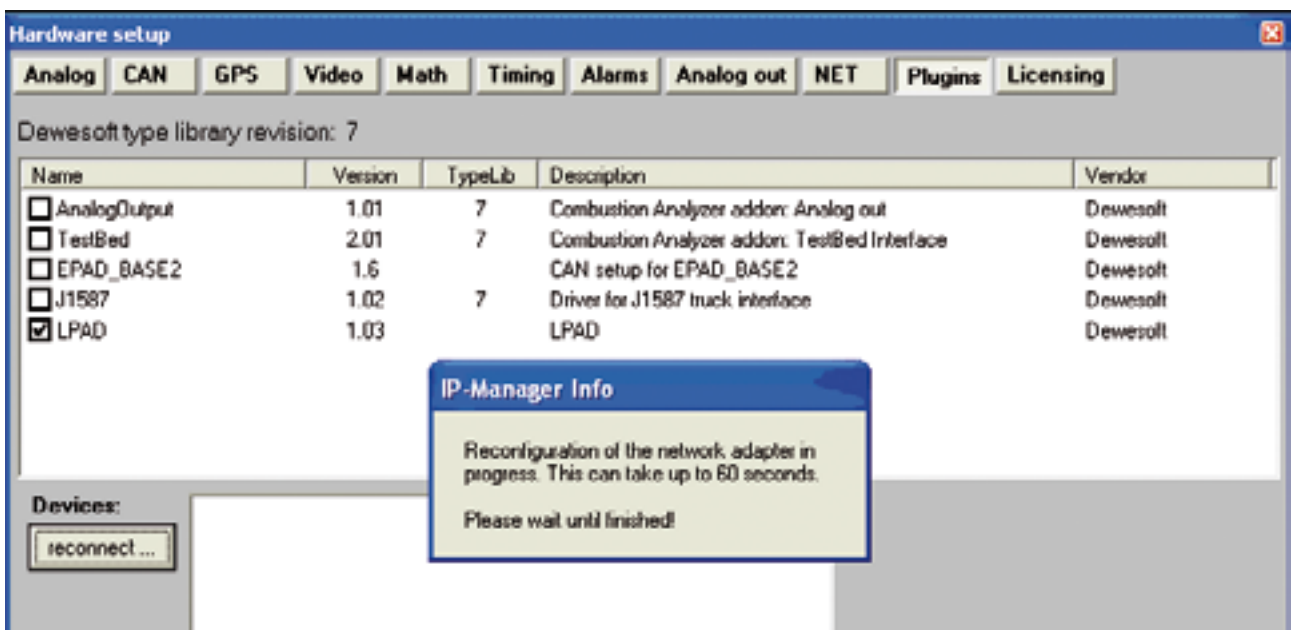 Hardware setup
Analog CAN GPS Video Math Timing Alarms Analog out NET Plugins Licensing
Dewesoft type library revision: 7
Name Version TypeLib Description Vendor
AnalogOutput 1.01 7 Combustion Analyzer addon: Analog out Dewesoft
TestBed 2.01 7 Combustion Analyzer addon: TestBed Interface Dewesoft
EPAD_BASE2 1.6 CAN setup for EPAD_BASE2 Dewesoft
J1587 1.02 7 Driver for J1587 truck interface Dewesoft
LPAD 1.03 LPAD Dewesoft
IP-Manager Info
Reconfiguration of the network adapter in
progress. This can take up to 60 seconds.
Please wait until finished!
Devices:
reconnect ...